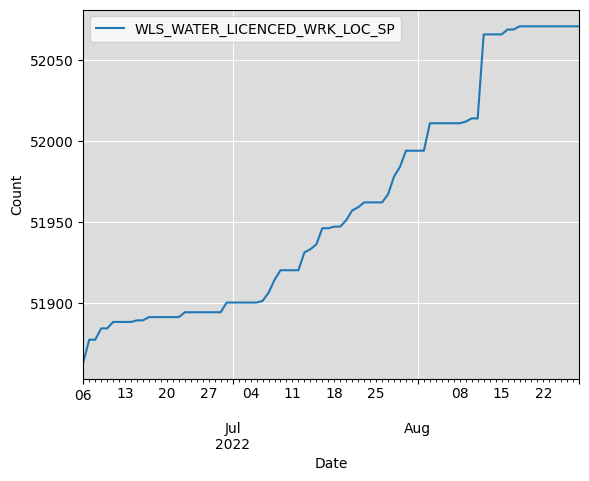 WLS_WATER_LICENCED_WRK_LOC_SP
52050
52000
51950
51900
Count
06 13 20 27 04 11 18 25 08 15 22
Jul Aug
2022
Date